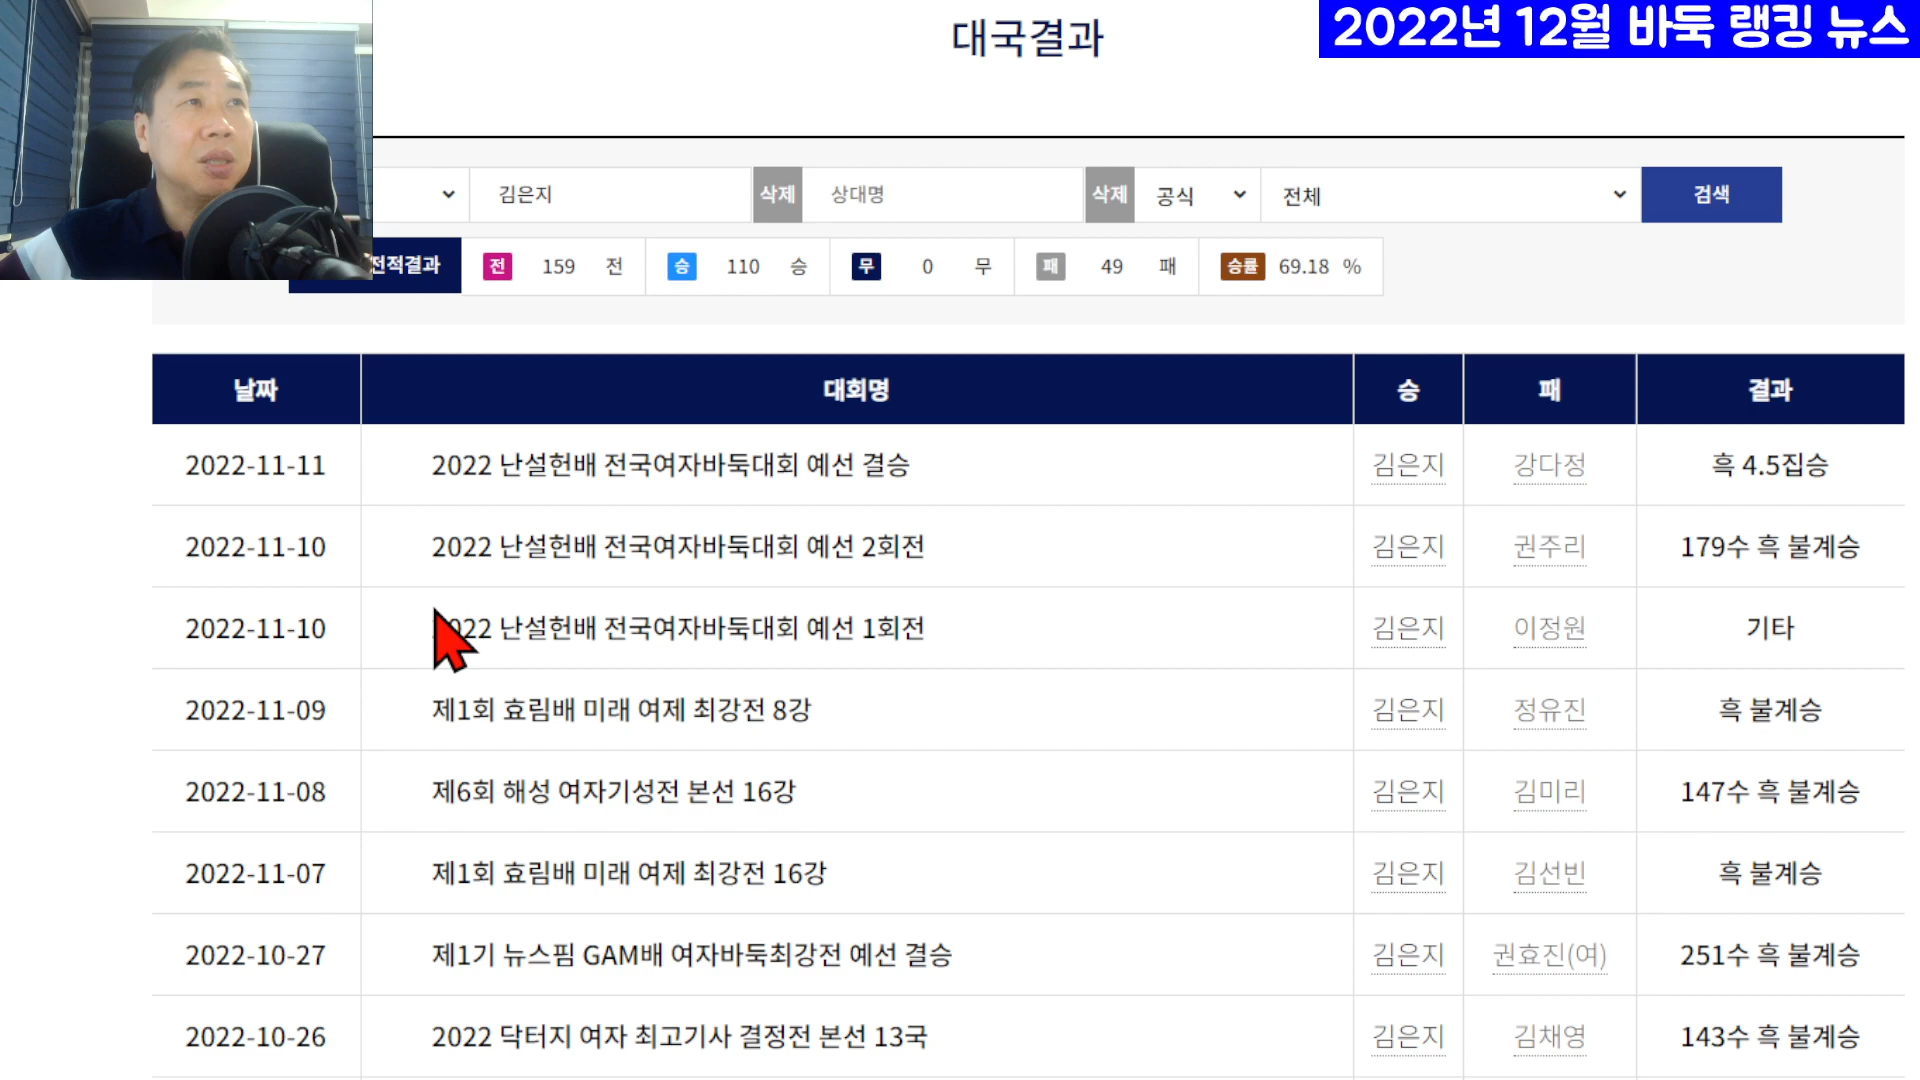 대국결과
2022년 12월 바둑 랭킹 뉴스
김은지 삭제 상대명 삭제 공식 전체 검색
전적결과 전 159 전 승 110 승 무 0 무 패 49 패 승률 69.18 %
날짜 대회명 승 패 결과
2022-11-11 2022 난설헌배 전국여자바둑대회 예선 결승 김은지 강다정 흑 4.5집승
2022-11-10 2022 난설헌배 전국여자바둑대회 예선 2회전 김은지 권주리 179수 흑 불계승
2022-11-10 2022 난설헌배 전국여자바둑대회 예선 1회전 김은지 이정원 기타
2022-11-09 제1회 효림배 미래 여제 최강전 8강 김은지 정유진 흑 불계승
2022-11-08 제6회 해성 여자기성전 본선 16강 김은지 김미리 147수 흑 불계승
2022-11-07 제1회 효림배 미래 여제 최강전 16강 김은지 김선빈 흑 불계승
2022-10-27 제1기 뉴스핌 GAM배 여자바둑최강전 예선 결승 김은지 권효진(여) 251수 흑 불계승
2022-10-26 2022 닥터지 여자 최고기사 결정전 본선 13국 김은지 김채영 143수 흑 불계승